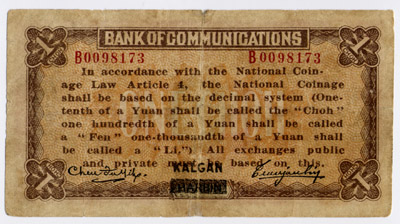 BANK OF COMMUNICATIONS
B0098173 B0098173
In accordance with the National Coin-
age Law Article 4, the National Coinage
shall be based on the decimal system (One-
tenth of a Yuan shall be called the "Choh"
one hundredth of a Yuan shall be called
a "Fen" one-thousandth of a Yuan shall
be called a "Li,") All exchanges public
and private must be based on this.
KALGAN